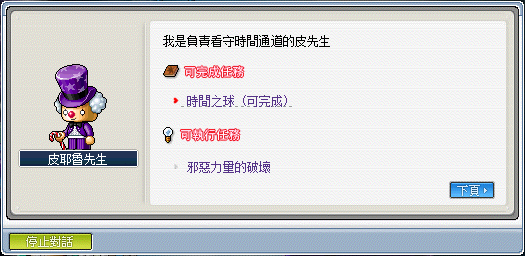 我是負責看守時間通道的皮先生
可完成任務
時間之球 (可完成)
可執行任務
邪惡力量的破壞
皮耶魯先生
下頁
停止對話